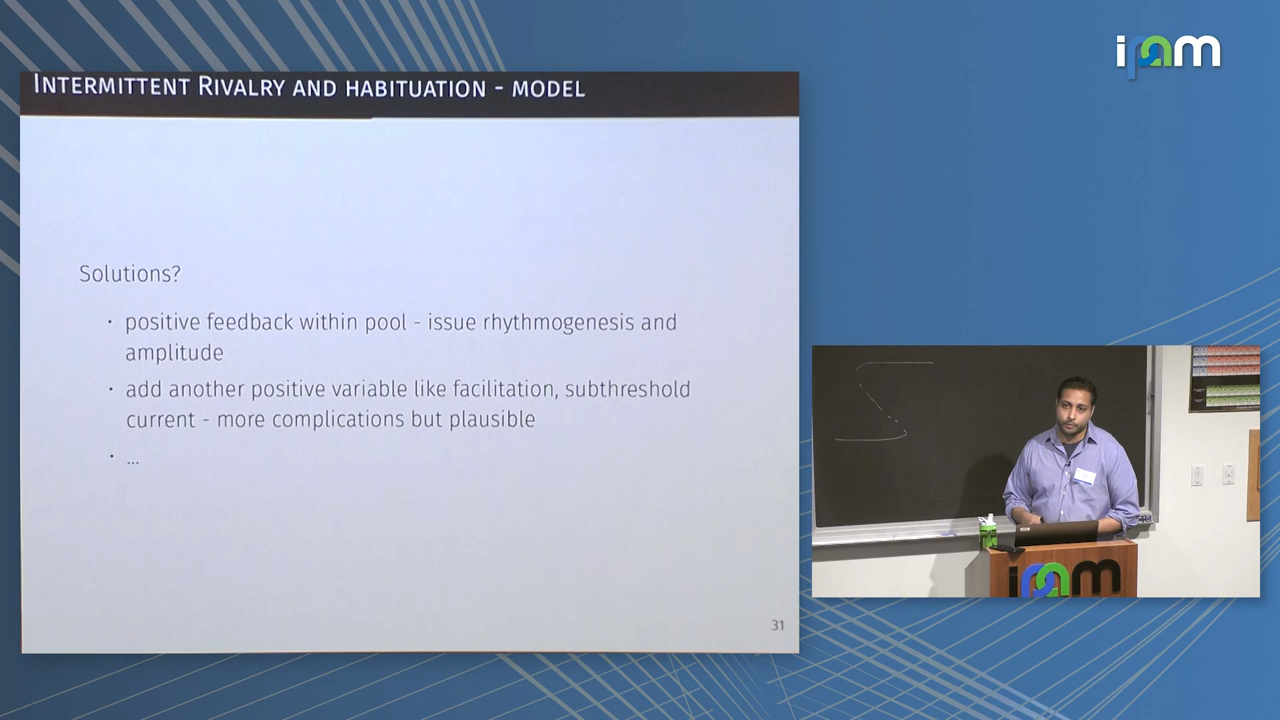 ipam
INTERMITTENT RIVALRY AND HABITUATION - MODEL
Solutions?
· positive feedback within pool - issue rhythmogenesis and
amplitude
· add another positive variable like facilitation, subthreshold
current - more complications but plausible
· ...
31
ipam